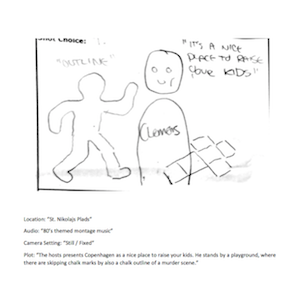 Shot Choice: 1.
"OUTLINE"
"IT'S A NICE
PLACE TO RAISE
YOUR KIDS"
Clemens
Location: "St. Nikolajs Plads"
Audio: "80's themed montage music"
Camera Setting: "Still / Fixed"
Plot: "The hosts presents Copenhagen as a nice place to raise your kids. He stands by a playground, where
there are skipping chalk marks by also a chalk outline of a murder scene."